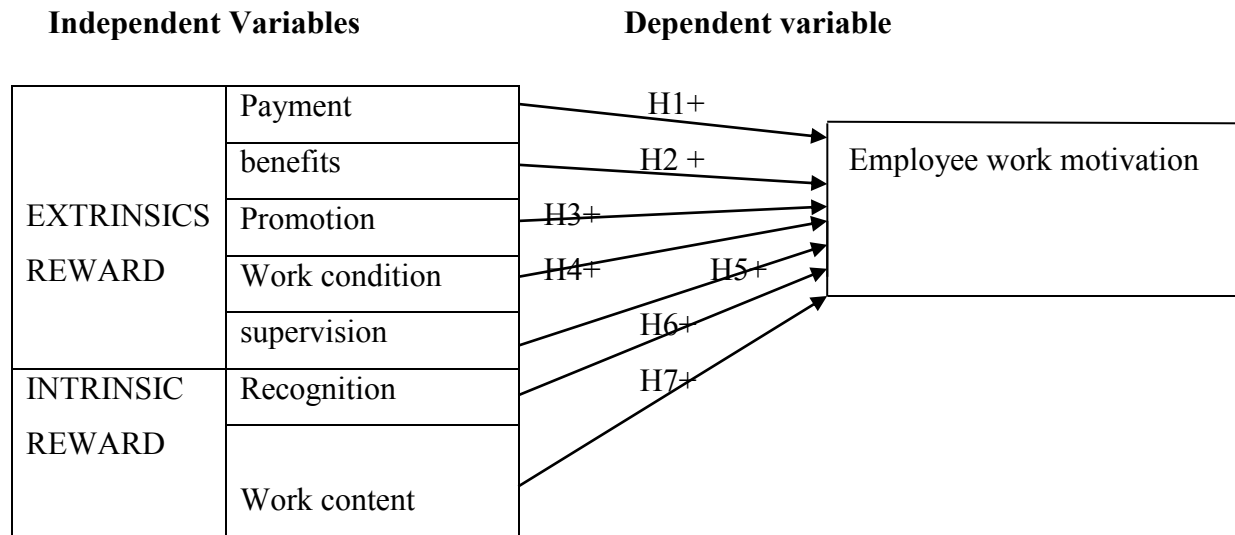 Independent Variables
Dependent variable
EXTRINSICS
REWARD
Payment
benefits
Promotion
Work condition
supervision
INTRINSIC
REWARD
Recognition
Work content
H1+
H2 +
H3+
H4+
H5+
H6+
H7+
Employee work motivation